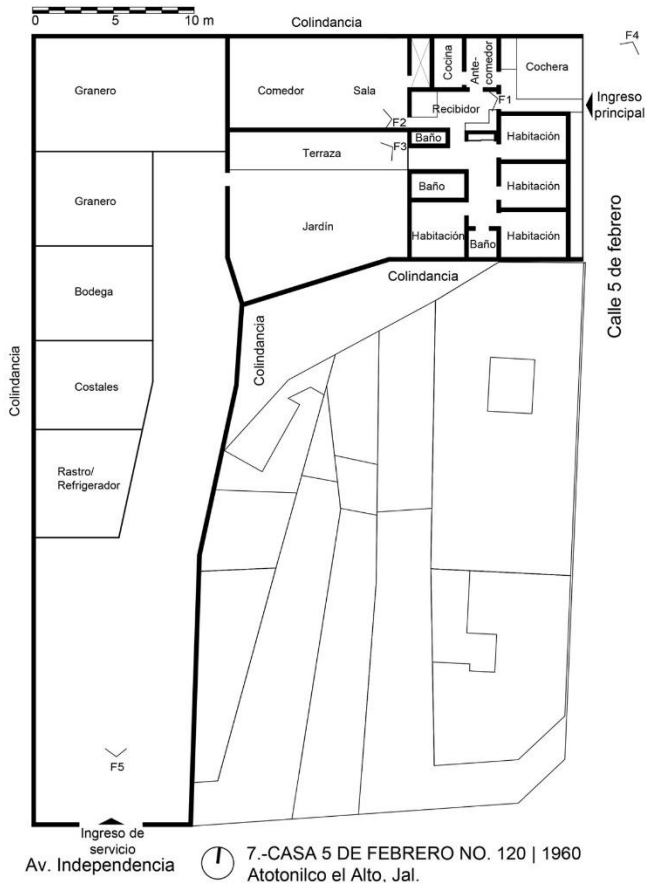 0 5 10 m
Colindancia
F4
Granero
Comedor
Sala
Cocina
Ante-
comedor
Cochera
F1
Recibidor
Ingreso
principal
F2
Baño
Habitación
F3
Terraza
Granero
Baño
Habitación
Jardín
Habitación
Baño
Habitación
Calle 5 de febrero
Colindancia
Bodega
Colindancia
Colindancia
Costales
Rastro/
Refrigerador
F5
Ingreso de
servicio
Av. Independencia
7.-CASA 5 DE FEBRERO NO. 120 | 1960
Atotonilco el Alto, Jal.